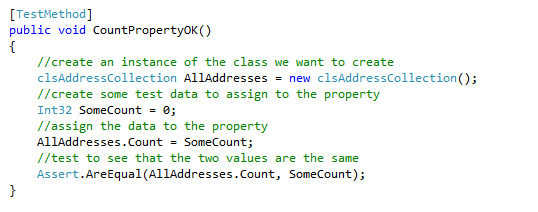 [TestMethod]
public void CountPropertyOK()
{
    //create an instance of the class we want to create
    clsAddressCollection AllAddresses = new clsAddressCollection();
    //create some test data to assign to the property
    Int32 SomeCount = 0;
    //assign the data to the property
    AllAddresses.Count = SomeCount;
    //test to see that the two values are the same
    Assert.AreEqual(AllAddresses.Count, SomeCount);
}